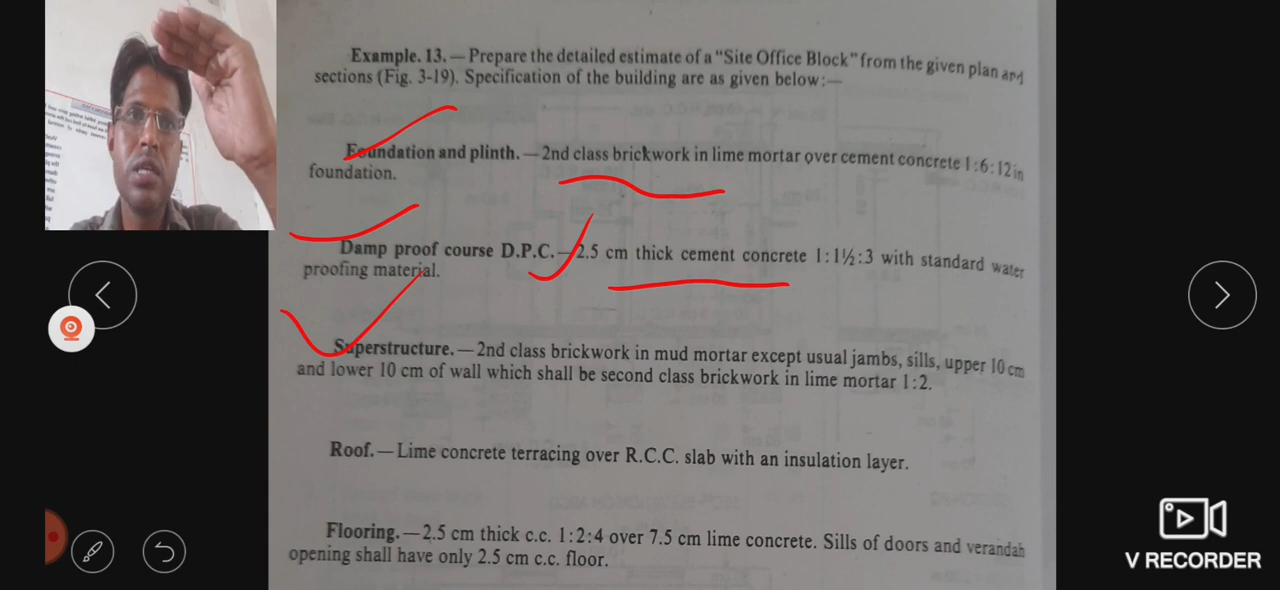 Example. 13. — Prepare the detailed estimate of a "Site Office Block" from the given plan and
sections (Fig. 3-19). Specification of the building are as given below:—
Foundation and plinth. — 2nd class brickwork in lime mortar over cement concrete 1:6:12 in
foundation.
Damp proof course D.P.C. — 2.5 cm thick cement concrete 1:1½:3 with standard water
proofing material.
Superstructure. — 2nd class brickwork in mud mortar except usual jambs, sills, upper 10 cm
and lower 10 cm of wall which shall be second class brickwork in lime mortar 1:2.
Roof. — Lime concrete terracing over R.C.C. slab with an insulation layer.
Flooring. — 2.5 cm thick c.c. 1:2:4 over 7.5 cm lime concrete. Sills of doors and verandah
opening shall have only 2.5 cm c.c. floor.
V RECORDER